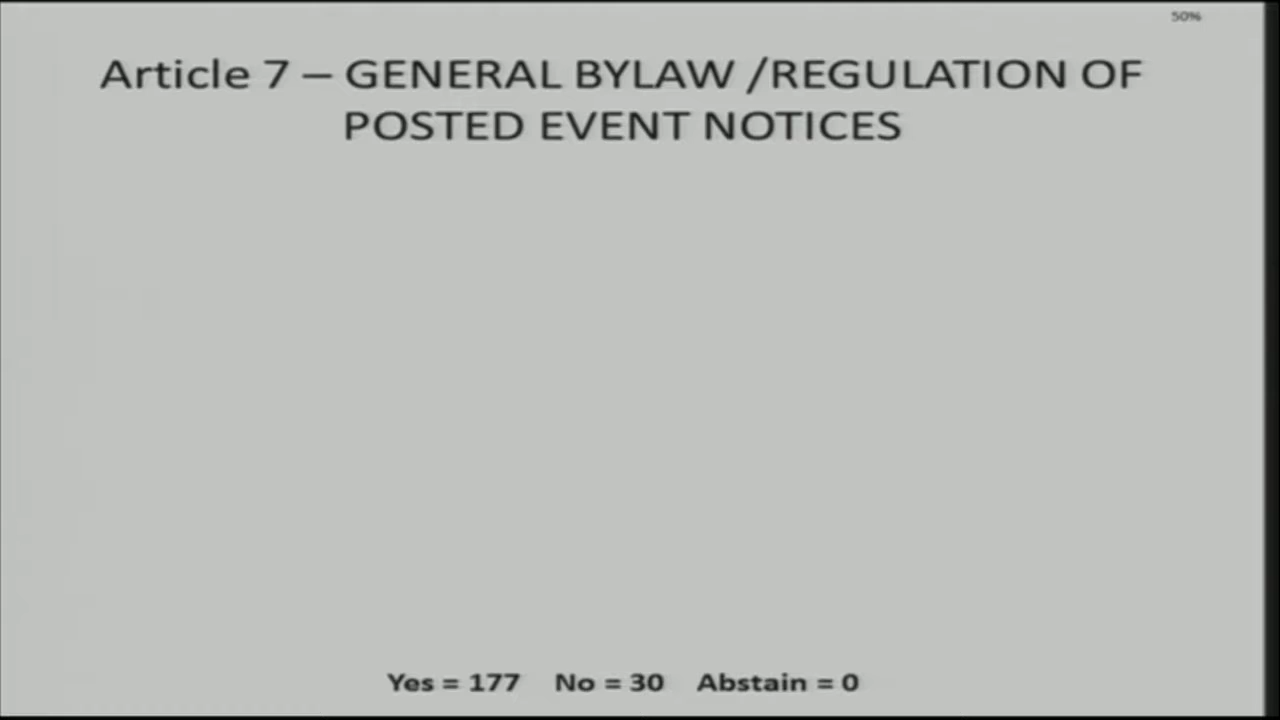 50%
Article 7 – GENERAL BYLAW /REGULATION OF
POSTED EVENT NOTICES
Yes = 177 No = 30 Abstain = 0